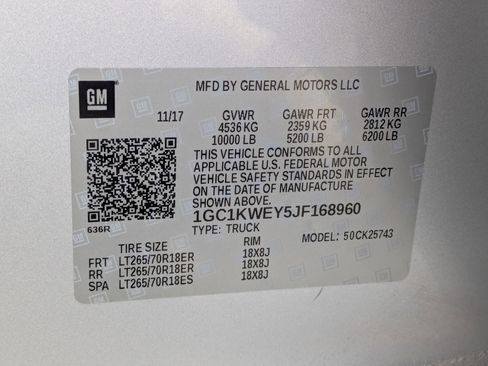 GM
MFD BY GENERAL MOTORS LLC
11/17 GVWR GAWR FRT GAWR RR
4536 KG 2359 KG 2812 KG
10000 LB 5200 LB 6200 LB
THIS VEHICLE CONFORMS TO ALL
APPLICABLE U.S. FEDERAL MOTOR
VEHICLE SAFETY STANDARDS IN EFFECT
ON THE DATE OF MANUFACTURE
SHOWN ABOVE.
1GC1KWEY5JF168960
636R TYPE: TRUCK MODEL: 50CK25743
TIRE SIZE RIM
FRT LT265/70R18ER 18X8J
RR LT265/70R18ER 18X8J
SPA LT265/70R18ES 18X8J